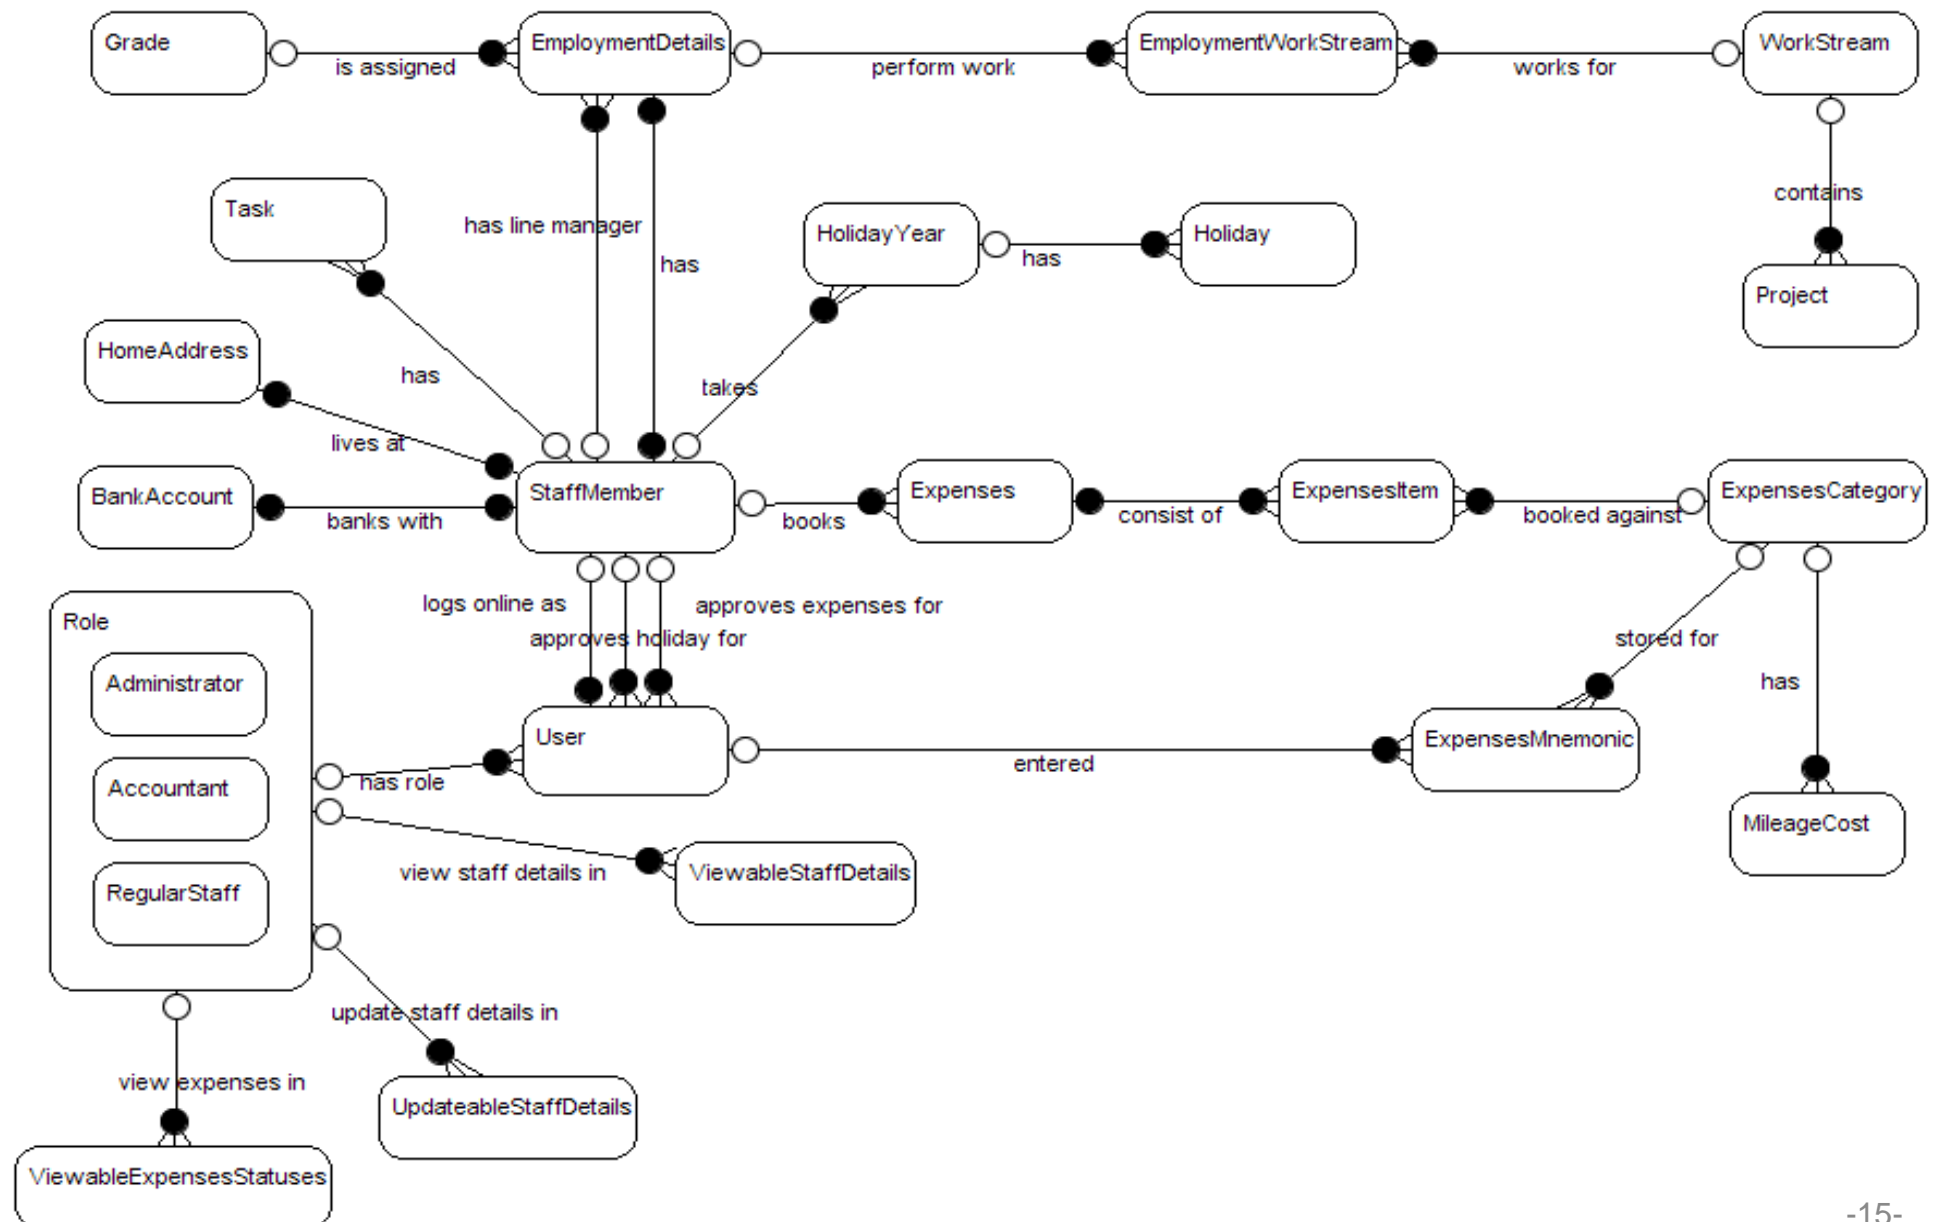 Grade
EmploymentDetails
EmploymentWorkStream
WorkStream
is assigned
perform work
works for
contains
Task
has line manager
has
HolidayYear
has
Holiday
Project
HomeAddress
has
takes
lives at
BankAccount
banks with
StaffMember
books
Expenses
consist of
ExpensesItem
booked against
ExpensesCategory
logs online as
approves expenses for
approves holiday for
stored for
has
Role
Administrator
Accountant
RegularStaff
has role
User
entered
ExpensesMnemonic
MileageCost
view staff details in
ViewableStaffDetails
update staff details in
UpdateableStaffDetails
view expenses in
ViewableExpensesStatuses
-15-